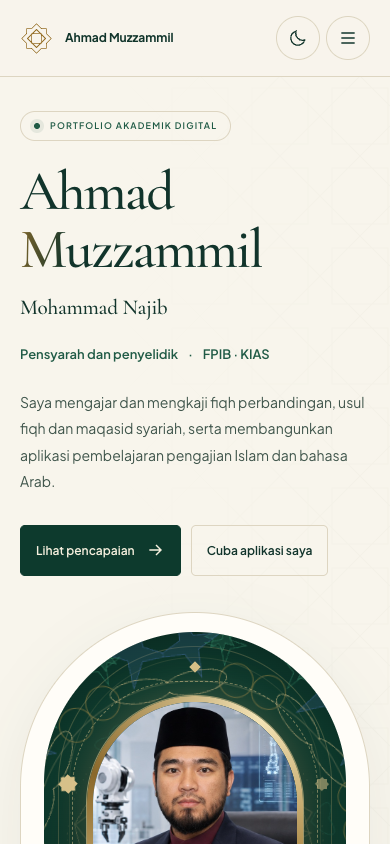 Ahmad Muzzammil
PORTFOLIO AKADEMIK DIGITAL
Ahmad
Muzzammil
Mohammad Najib
Pensyarah dan penyelidik · FPIB · KIAS
Saya mengajar dan mengkaji fiqh perbandingan, usul
fiqh dan maqasid syariah, serta membangunkan
aplikasi pembelajaran pengajian Islam dan bahasa
Arab.
Lihat pencapaian →
Cuba aplikasi saya